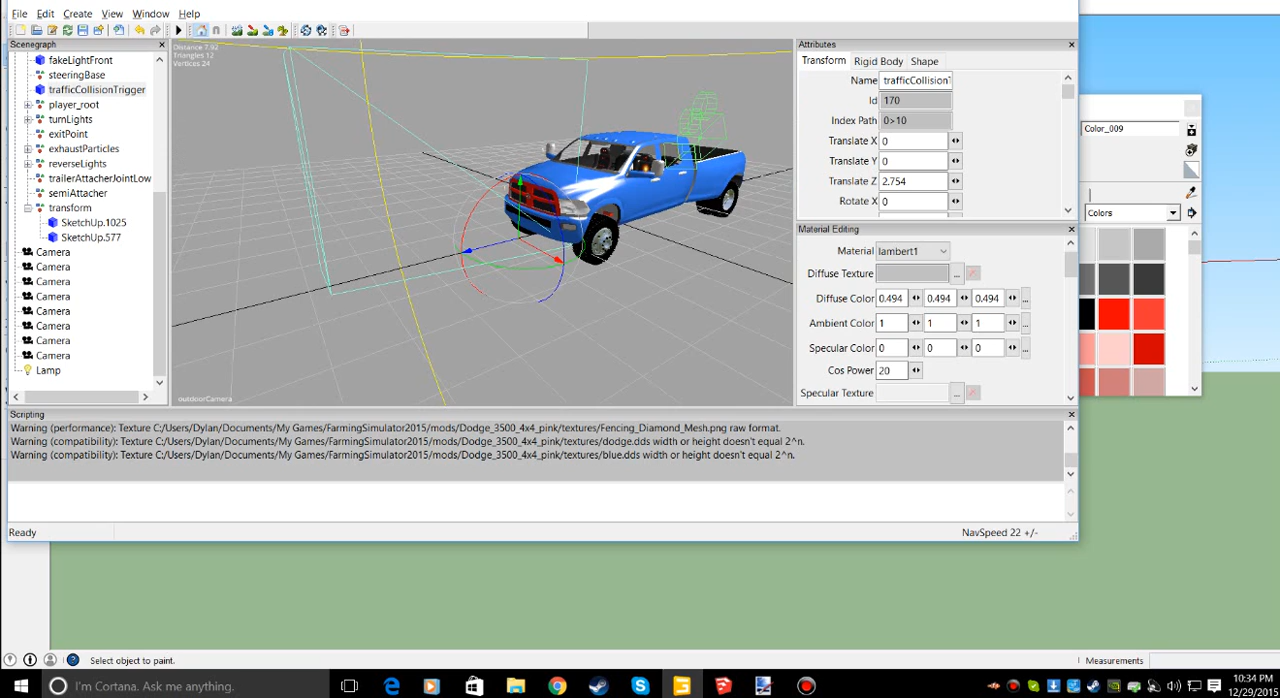 File Edit Create View Window Help
Scenegraph
fakeLightFront
steeringBase
trafficCollisionTrigger
player_root
turnLights
exitPoint
exhaustParticles
reverseLights
trailerAttacherJointLow
semiAttacher
transform
SketchUp.1025
SketchUp.577
Camera
Camera
Camera
Camera
Camera
Camera
Camera
Camera
Lamp
Distance 7.92
Triangles 12
Vertices 24
outdoorCamera
Attributes
Transform Rigid Body Shape
Name trafficCollisionT
Id 170
Index Path 0>10
Translate X 0
Translate Y 0
Translate Z 2.754
Rotate X 0
Material Editing
Material lambert1
Diffuse Texture ...
Diffuse Color 0.494 0.494 0.494 ...
Ambient Color 1 1 1 ...
Specular Color 0 0 0 ...
Cos Power 20
Specular Texture ...
Color_009
Colors
Scripting
Warning (performance): Texture C:/Users/Dylan/Documents/My Games/FarmingSimulator2015/mods/Dodge_3500_4x4_pink/textures/Fencing_Diamond_Mesh.png raw format.
Warning (compatibility): Texture C:/Users/Dylan/Documents/My Games/FarmingSimulator2015/mods/Dodge_3500_4x4_pink/textures/dodge.dds width or height doesn't equal 2^n.
Warning (compatibility): Texture C:/Users/Dylan/Documents/My Games/FarmingSimulator2015/mods/Dodge_3500_4x4_pink/textures/blue.dds width or height doesn't equal 2^n.
Ready
NavSpeed 22 +/-
Select object to paint.
Measurements
I'm Cortana. Ask me anything.
10:34 PM
12/29/2015